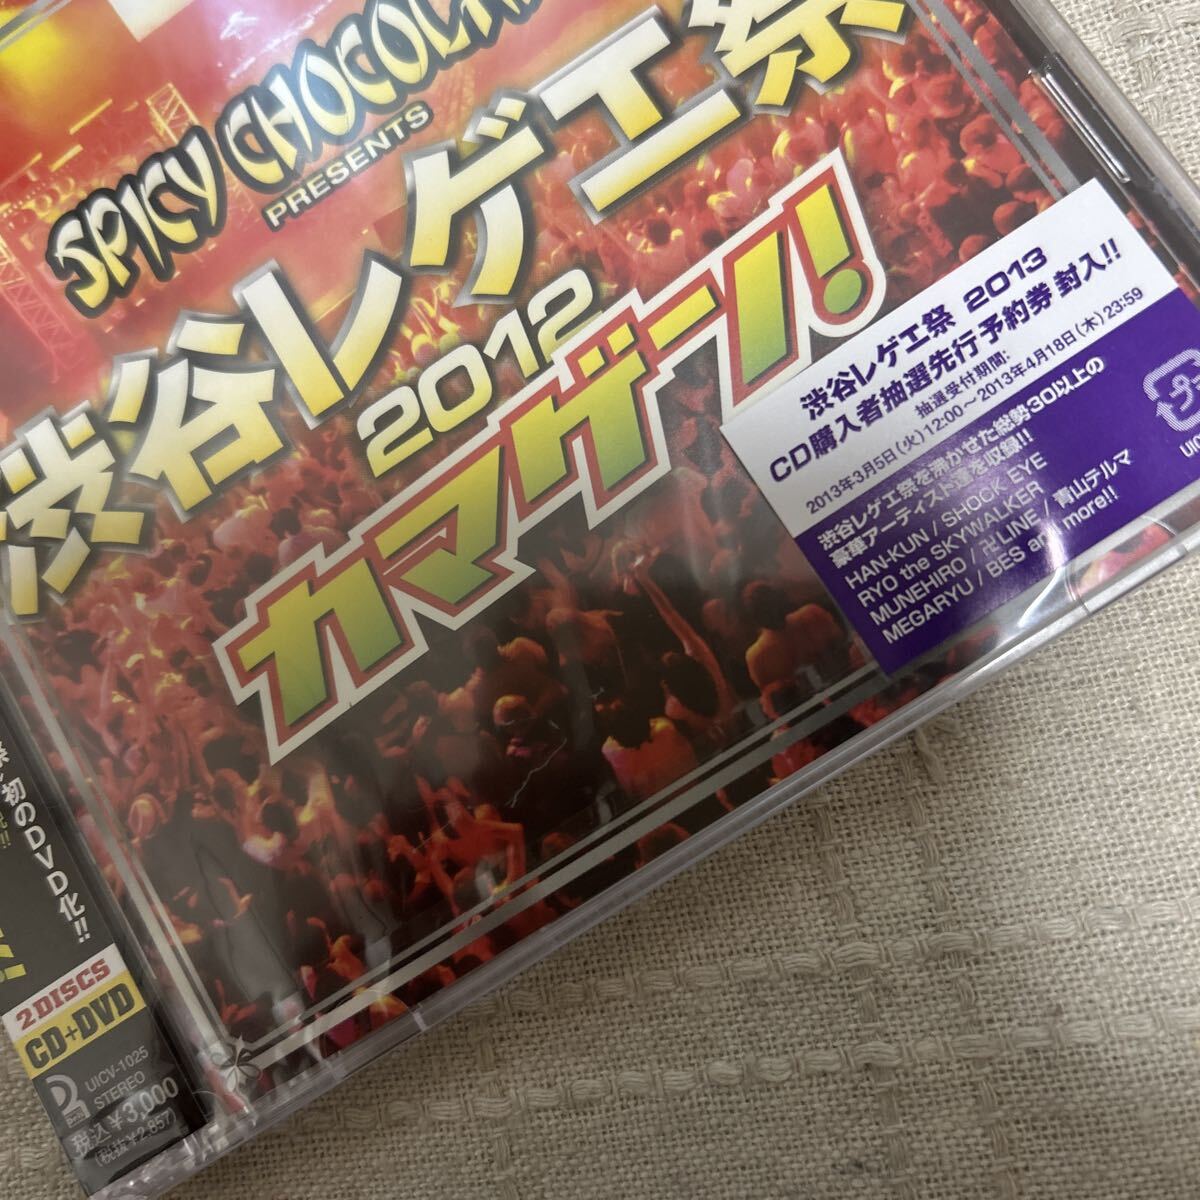 SPICY CHOCOLA
PRESENTS
渋谷レゲエ祭
2012
カマゲール!
渋谷レゲエ祭 2013
CD購入者抽選先行予約券 封入!!
抽選受付期間:
2013年3月5日(火)12:00～2013年4月18日(木)23:59
渋谷レゲエ祭を沸かせた総勢30以上の
豪華アーティスト達を収録!!
HAN-KUN / SHOCK EYE
RYO the SKYWALKER
MUNEHIRO / 卍LINE / 青山テルマ
MEGARYU / BES and more!!
UIC
初のDVD化!!
2DISCS
CD+DVD
UICV-1025
STEREO
税込¥3,000
(税抜¥2,857)